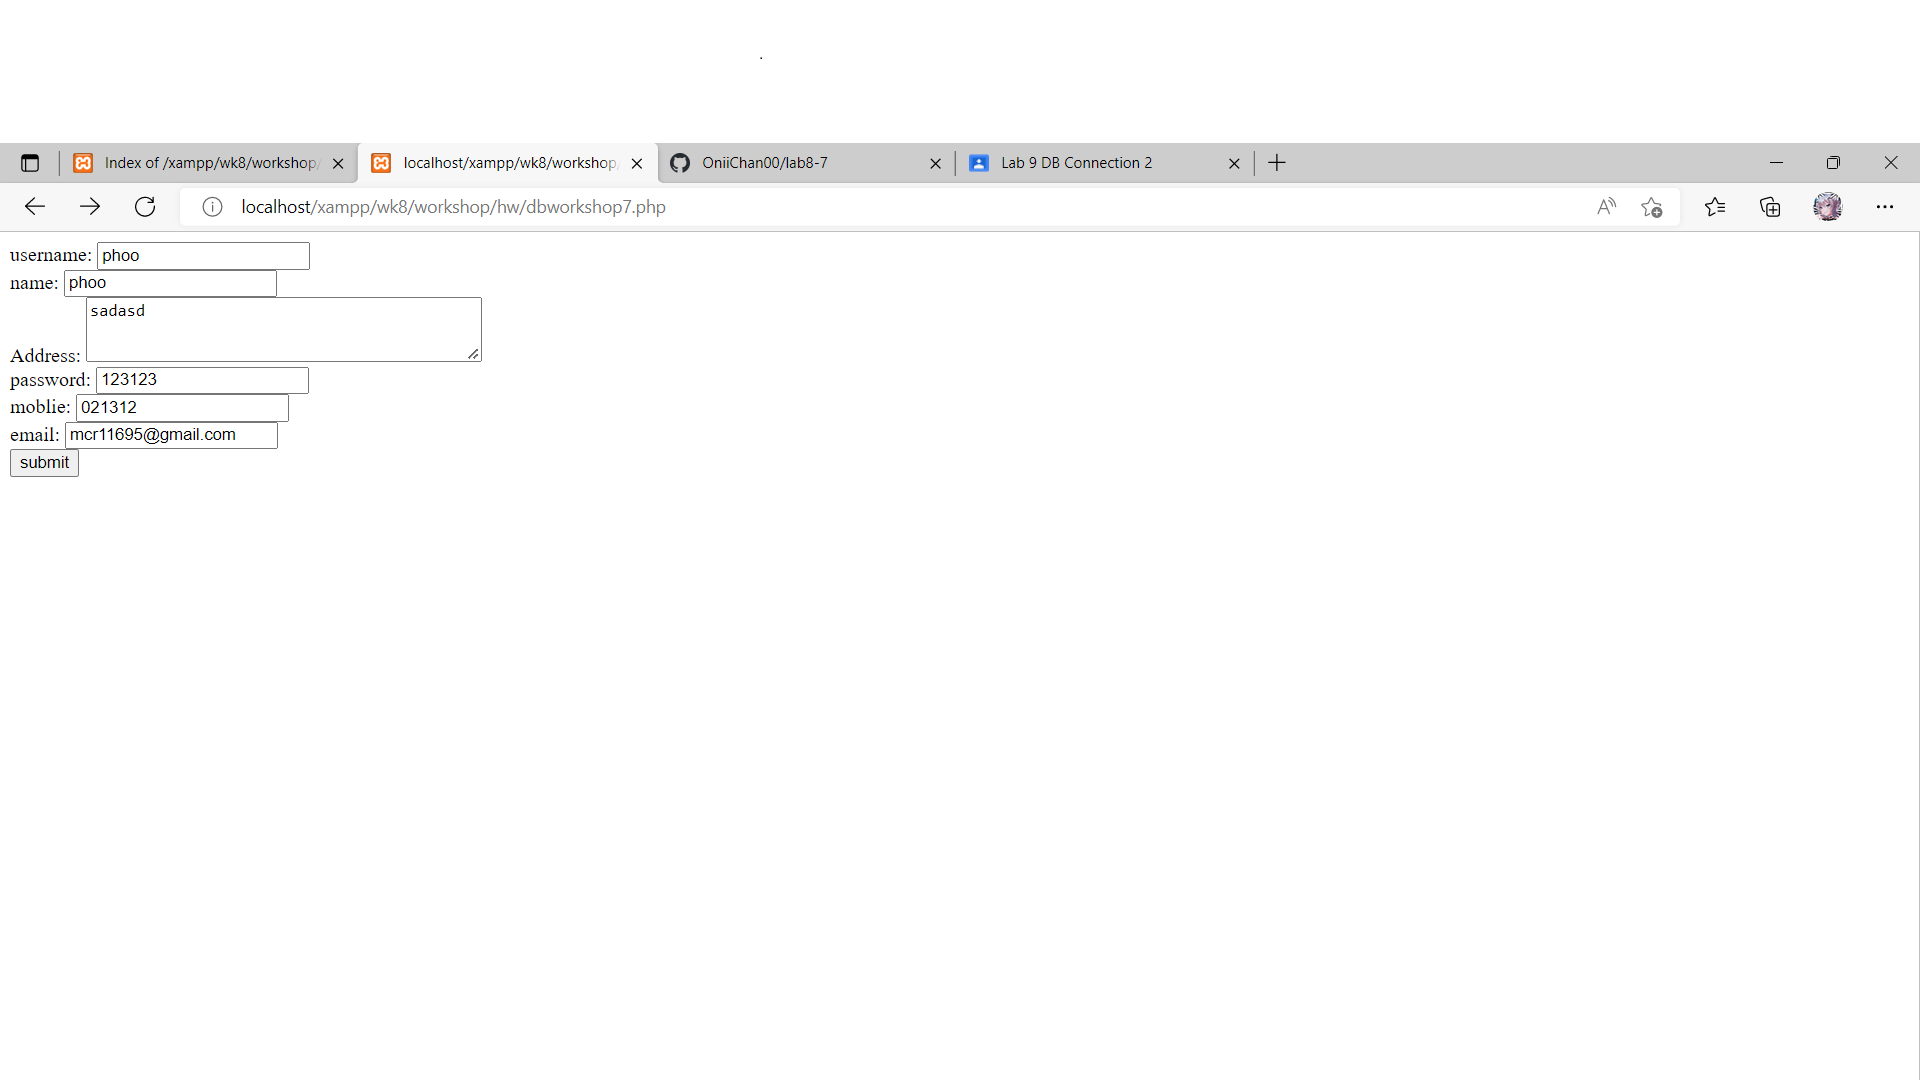 .
Index of /xampp/wk8/workshop/
localhost/xampp/wk8/workshop/
OniiChan00/lab8-7
Lab 9 DB Connection 2
localhost/xampp/wk8/workshop/hw/dbworkshop7.php
username: phoo
name: phoo
Address: sadasd
password: 123123
moblie: 021312
email: mcr11695@gmail.com
submit